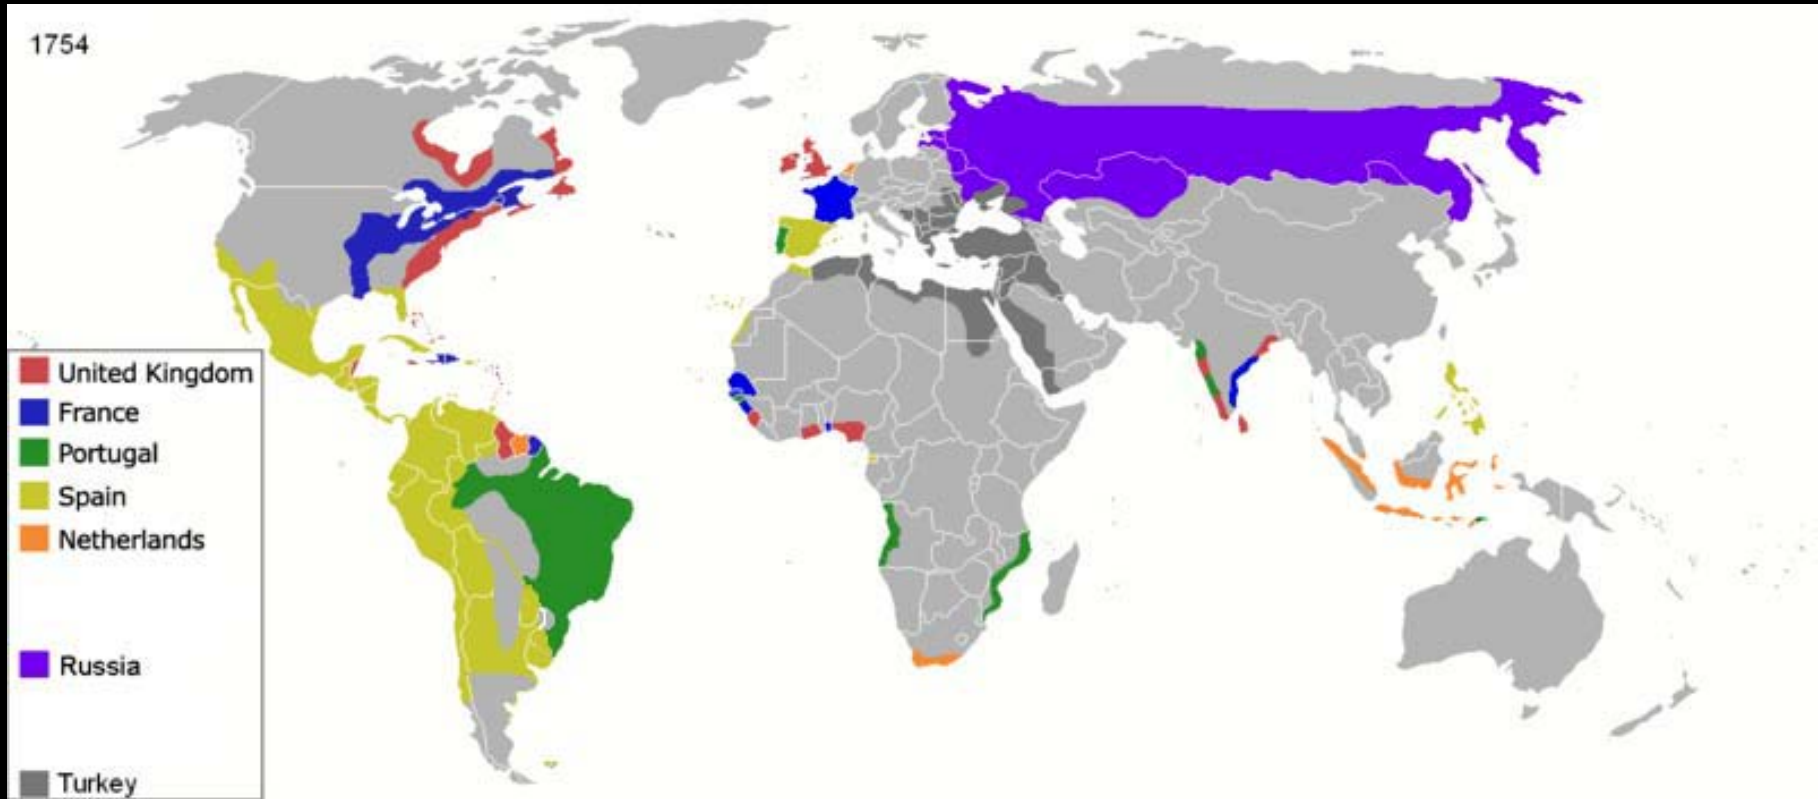 1754
United Kingdom
France
Portugal
Spain
Netherlands
Russia
Turkey